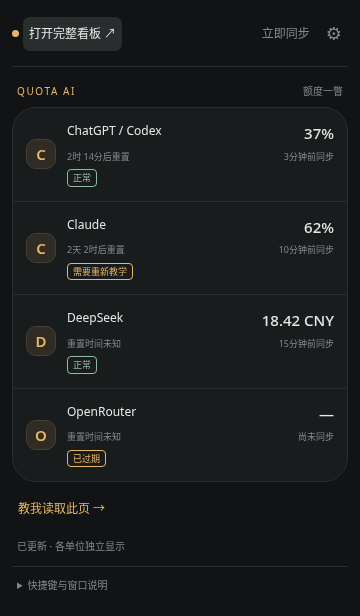 打开完整看板 ↗
立即同步 ⚙
QUOTA AI
额度一瞥
C
ChatGPT / Codex
37%
2时 14分后重置
3分钟前同步
正常
C
Claude
62%
2天 2时后重置
10分钟前同步
需要重新教学
D
DeepSeek
18.42 CNY
重置时间未知
15分钟前同步
正常
O
OpenRouter
—
重置时间未知
尚未同步
已过期
教我读取此页 →
已更新 · 各单位独立显示
▶ 快捷键与窗口说明